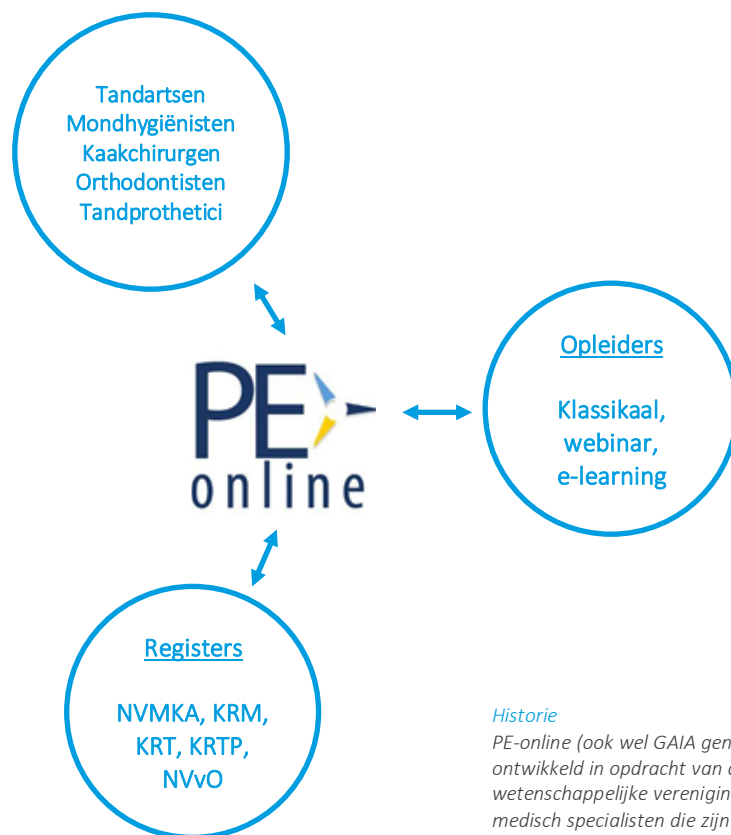 Tandartsen
Mondhygiënisten
Kaakchirurgen
Orthodontisten
Tandprothetici
Opleiders
Klassikaal,
webinar,
e-learning
PE
online
Registers
NVMKA, KRM,
KRT, KRTP,
NVvO
Historie
PE-online (ook wel GAIA gen
ontwikkeld in opdracht van
wetenschappelijke verenigin
medisch specialisten die zijn